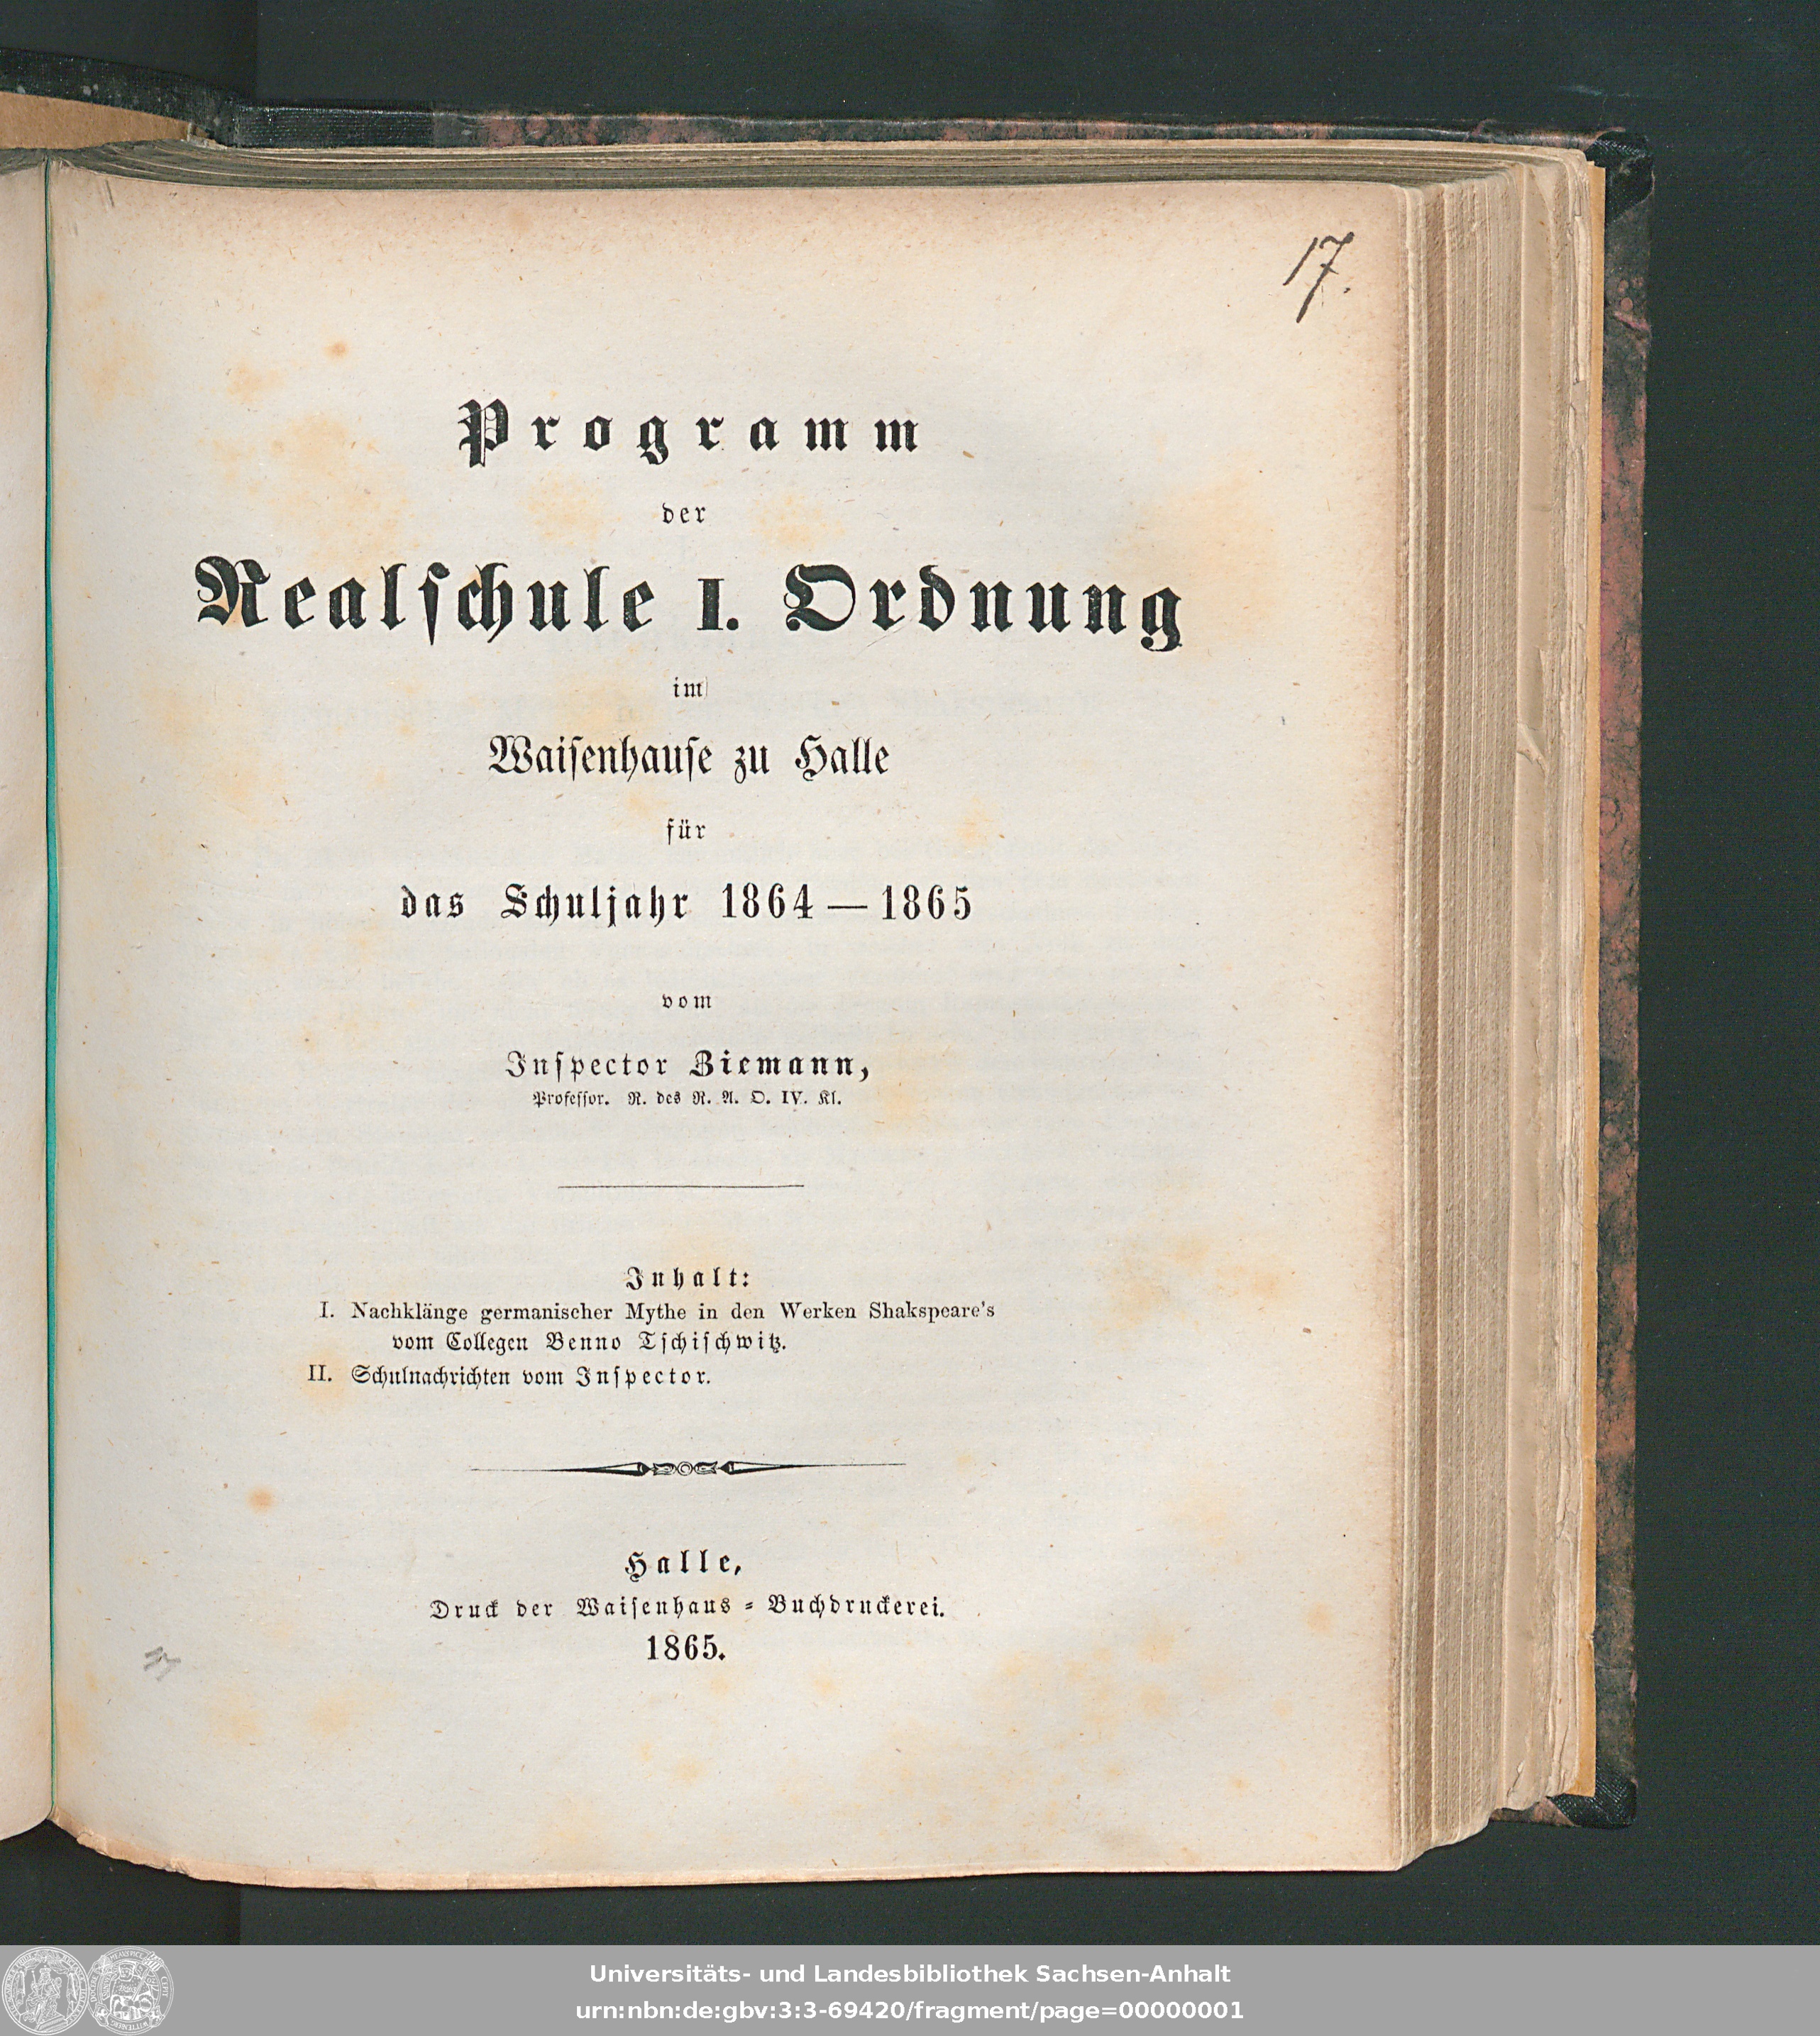 17.
Programm
der
Realschule I. Ordnung
im
Waisenhause zu Halle
für
das Schuljahr 1864 — 1865
vom
Inspector Ziemann,
Professor. R. des R. A. O. IV. Kl.
Inhalt:
I. Nachklänge germanischer Mythe in den Werken Shakspeare's
vom Collegen Benno Tschischwitz.
II. Schulnachrichten vom Inspector.
Halle,
Druck der Waisenhaus-Buchdruckerei.
1865.
Universitäts- und Landesbibliothek Sachsen-Anhalt
urn:nbn:de:gbv:3:3-69420/fragment/page=00000001